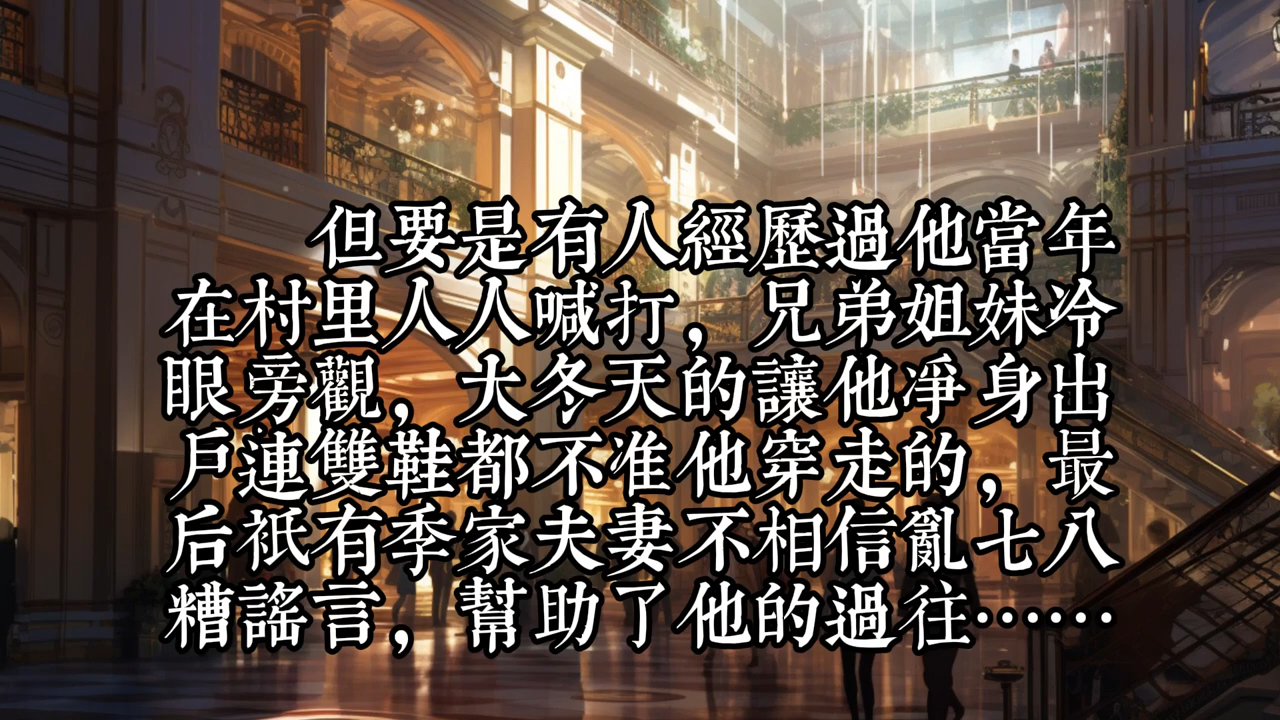 但要是有人經歷過他當年
在村里人人喊打，兄弟姐妹冷
眼旁觀，大冬天的讓他凈身出
戶連雙鞋都不准他穿走的，最
后衹有季家夫妻不相信亂七八
糟謠言，幫助了他的過往……